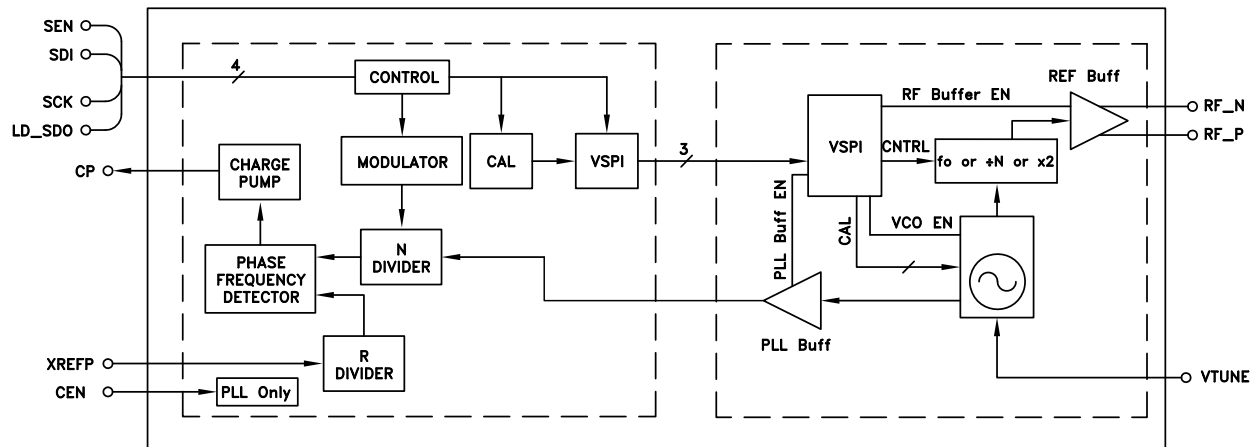 SEN
SDI
SCK
LD_SDO
CP
XREFP
CEN
4
CONTROL
MODULATOR
CAL
VSPI
CHARGE
PUMP
N
DIVIDER
PHASE
FREQUENCY
DETECTOR
R
DIVIDER
PLL Only
3
VSPI
RF Buffer EN
REF Buff
CNTRL
fo or ÷N or x2
PLL Buff EN
CAL
VCO EN
PLL Buff
RF_N
RF_P
VTUNE